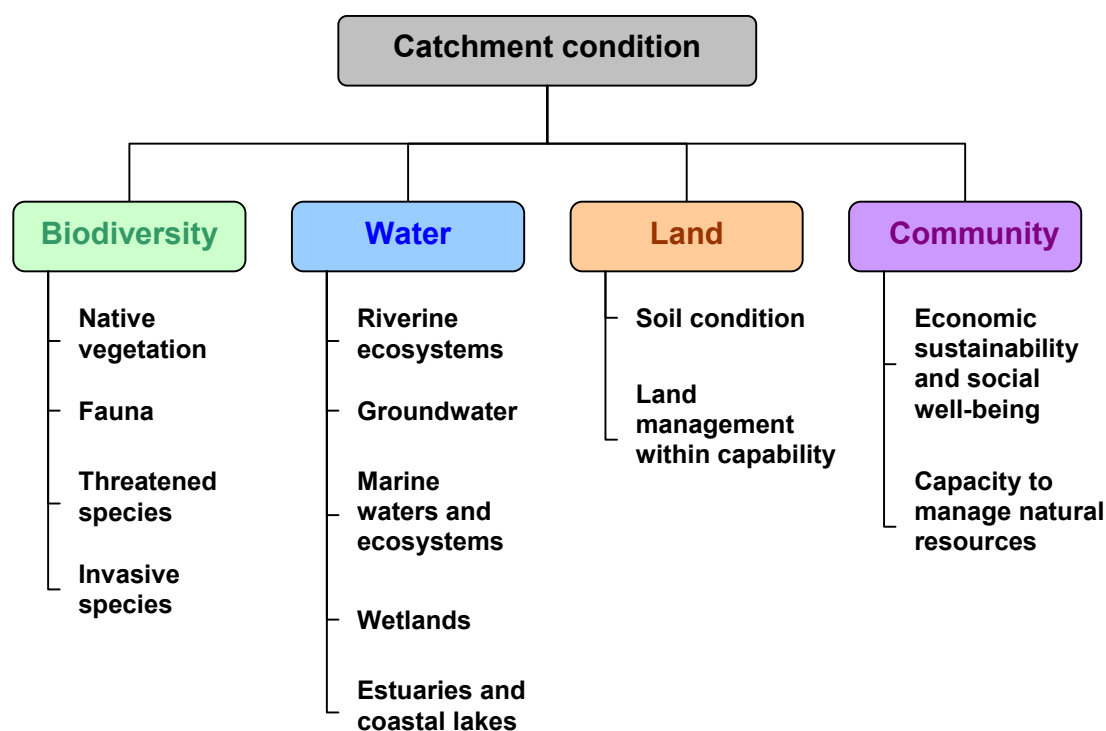 Catchment condition
Biodiversity
Native
vegetation
Fauna
Threatened
species
Invasive
species
Water
Riverine
ecosystems
Groundwater
Marine
waters and
ecosystems
Wetlands
Estuaries and
coastal lakes
Land
Soil condition
Land
management
within capability
Community
Economic
sustainability
and social
well-being
Capacity to
manage natural
resources